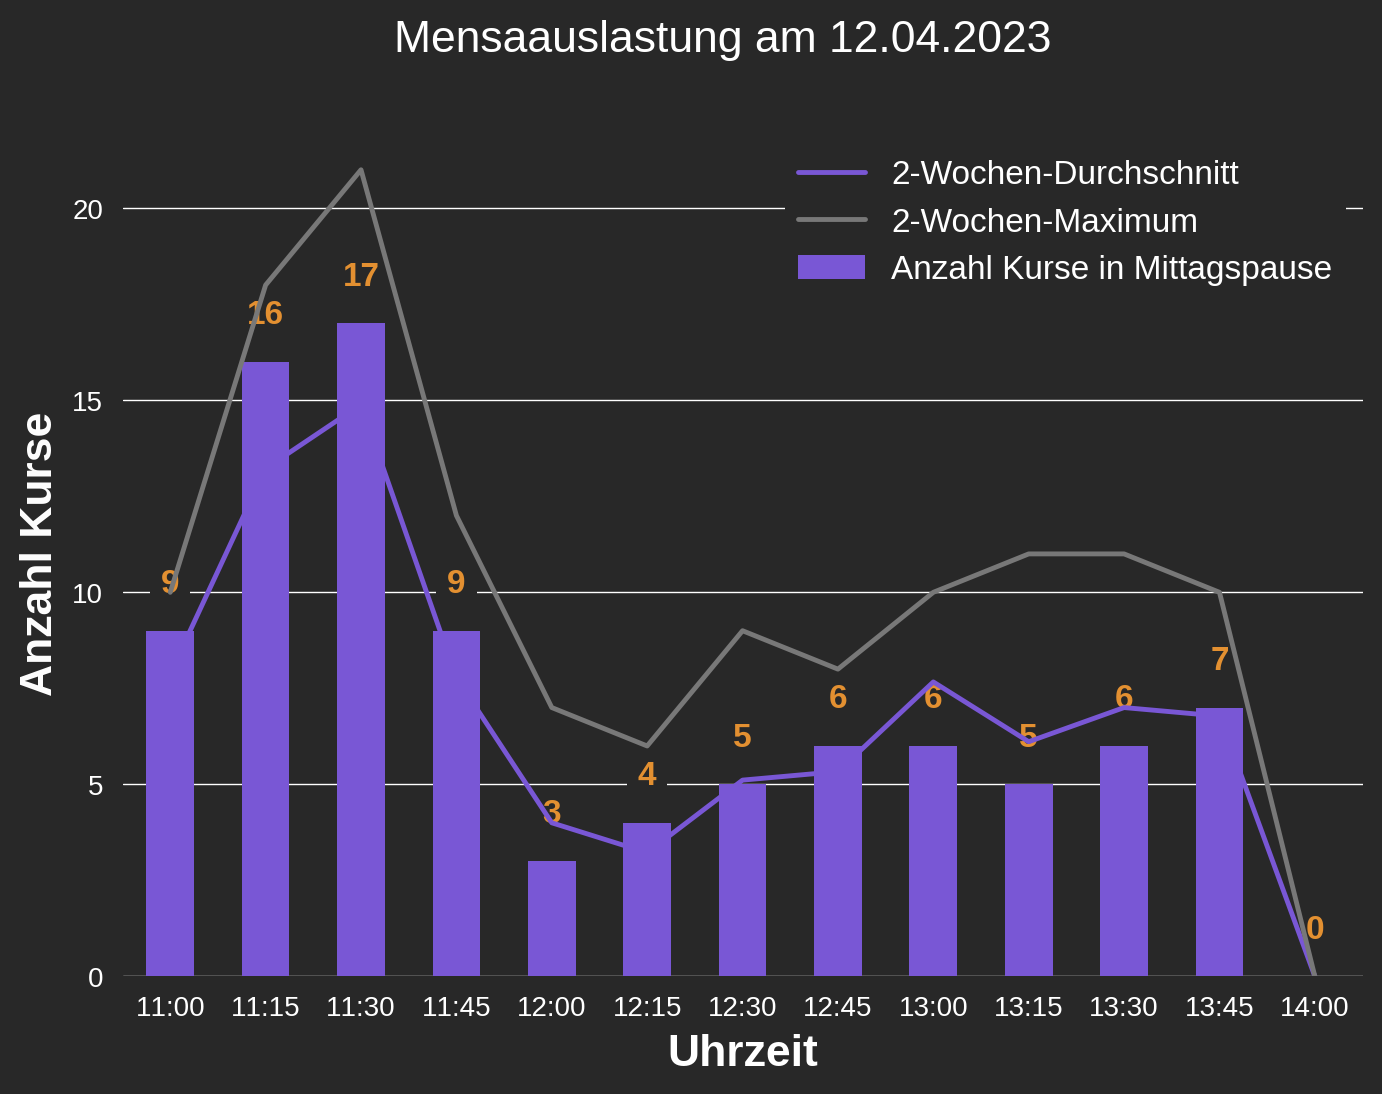 Mensaauslastung am 12.04.2023
2-Wochen-Durchschnitt
2-Wochen-Maximum
Anzahl Kurse in Mittagspause
Anzahl Kurse
20
15
10
5
0
9
16
17
9
3
4
5
6
6
5
6
7
0
11:00 11:15 11:30 11:45 12:00 12:15 12:30 12:45 13:00 13:15 13:30 13:45 14:00
Uhrzeit